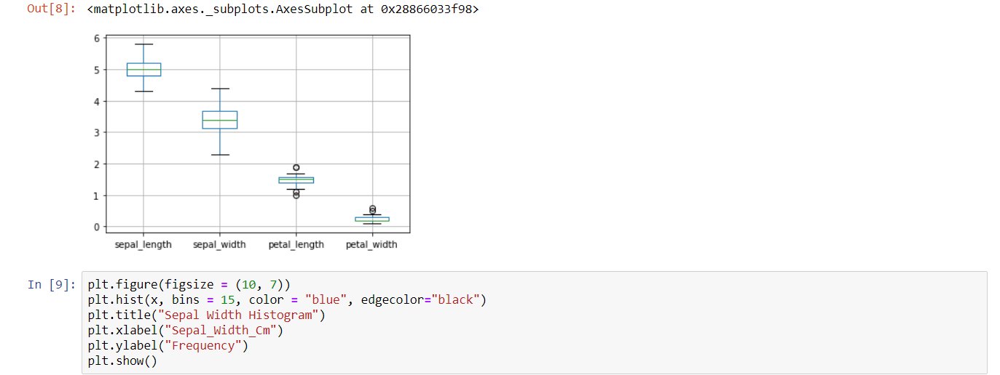 Out[8]: <matplotlib.axes._subplots.AxesSubplot at 0x28866033f98>
6
5
4
3
2
1
0
sepal_length sepal_width petal_length petal_width
In [9]: plt.figure(figsize = (10, 7))
plt.hist(x, bins = 15, color = "blue", edgecolor="black")
plt.title("Sepal Width Histogram")
plt.xlabel("Sepal_Width_Cm")
plt.ylabel("Frequency")
plt.show()